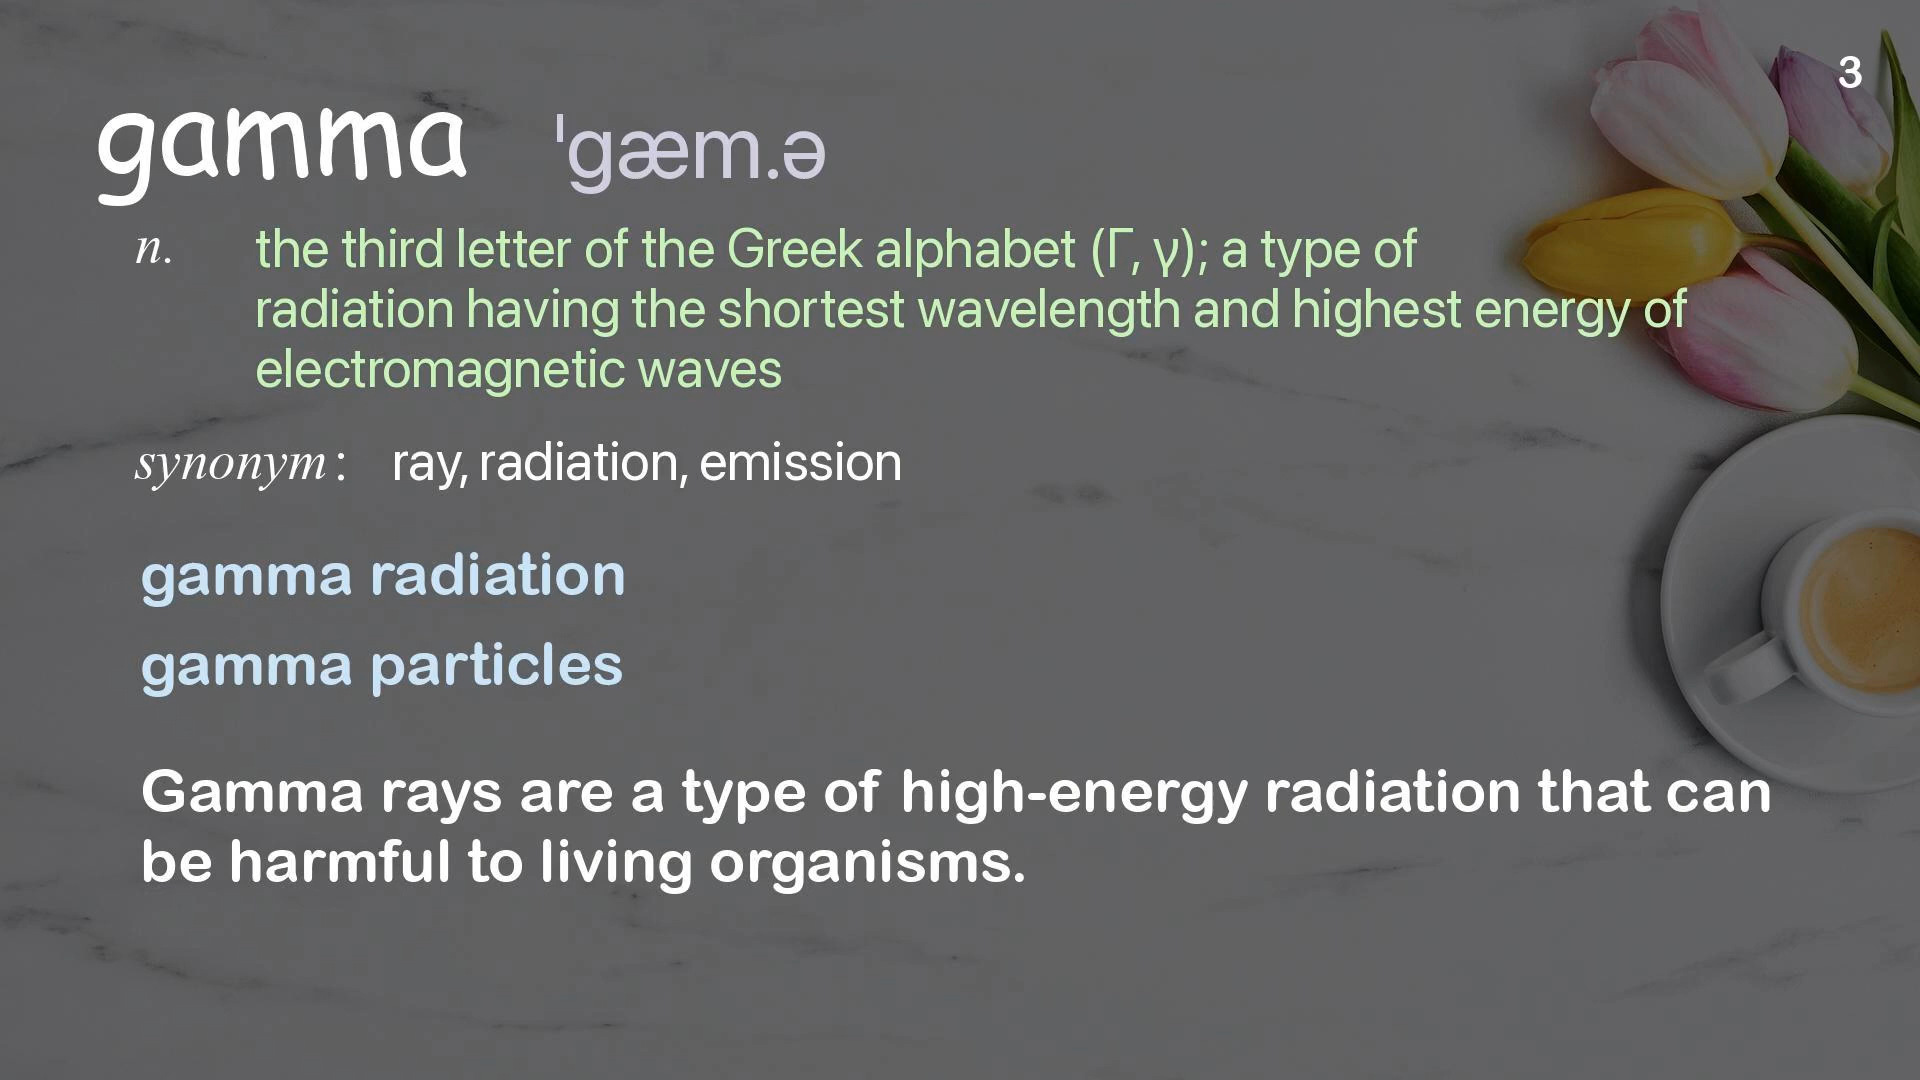 3
gamma ˈɡæm.ə
n. the third letter of the Greek alphabet (Γ, γ); a type of
radiation having the shortest wavelength and highest energy of
electromagnetic waves
synonym : ray, radiation, emission
gamma radiation
gamma particles
Gamma rays are a type of high-energy radiation that can
be harmful to living organisms.